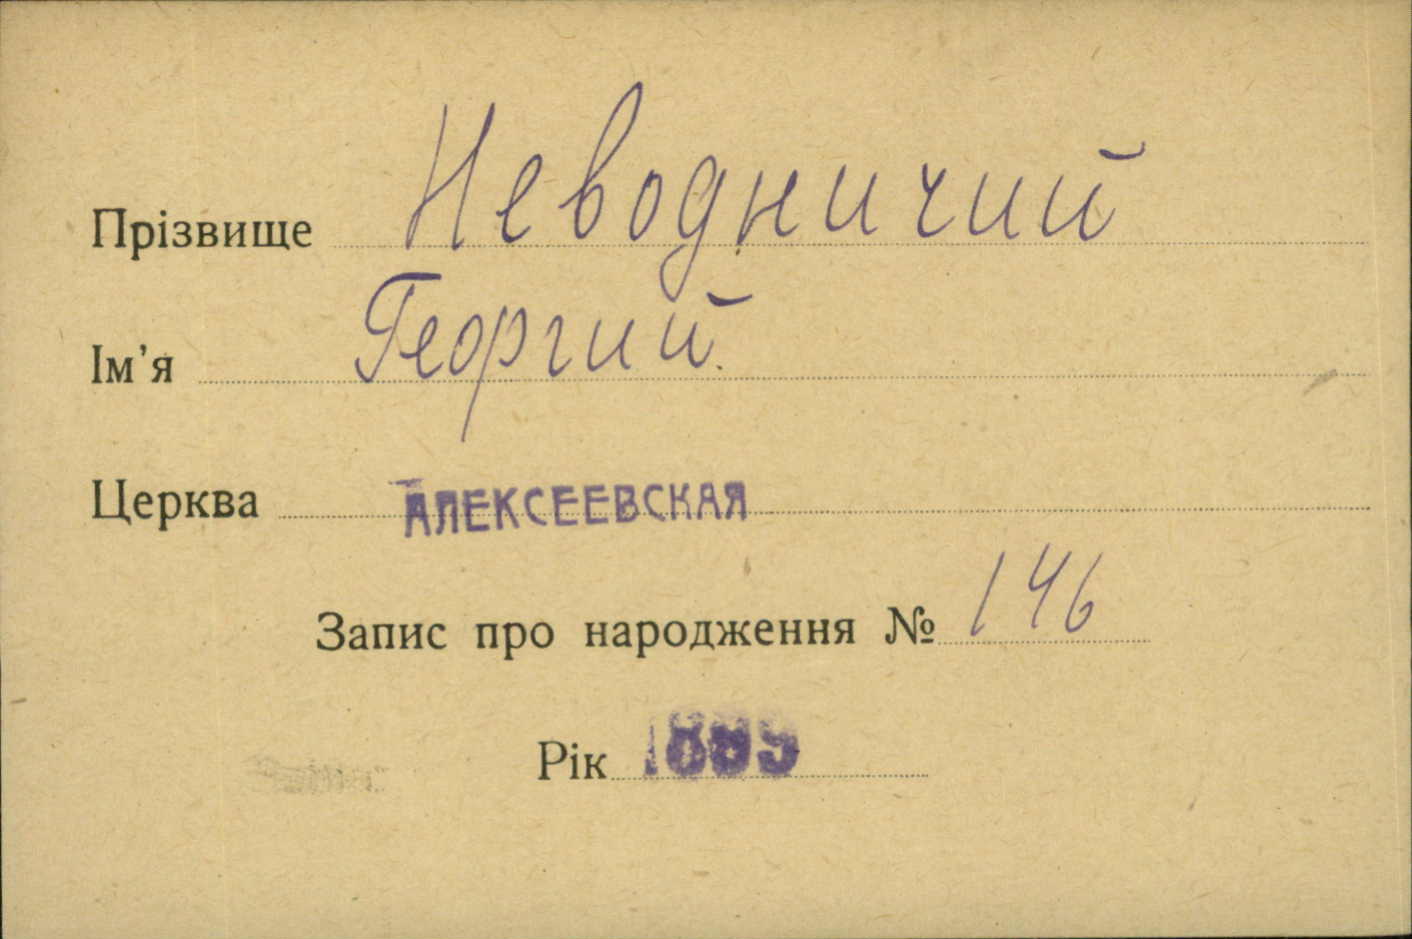 Прізвище Неводничий
Ім'я Георгий
Церква АЛЕКСЕЕВСКАЯ
Запис про народження № 146
Рік